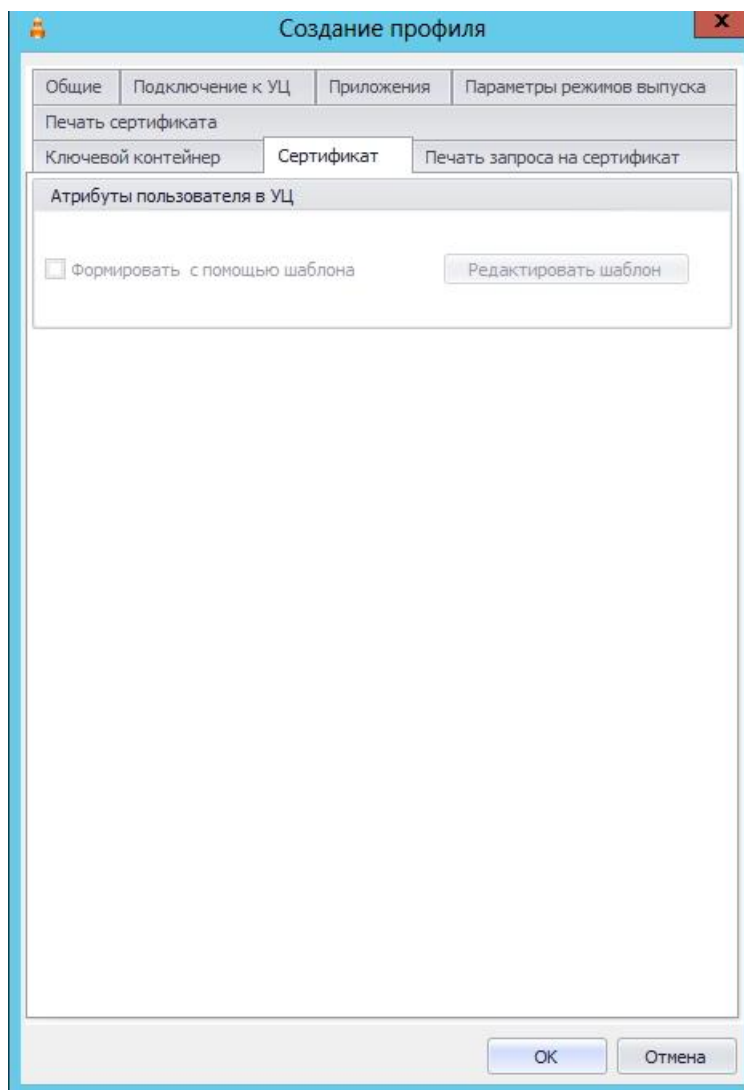 Создание профиля
x
Общие Подключение к УЦ Приложения Параметры режимов выпуска
Печать сертификата
Ключевой контейнер Сертификат Печать запроса на сертификат
Атрибуты пользователя в УЦ
Формировать с помощью шаблона Редактировать шаблон
OK Отмена